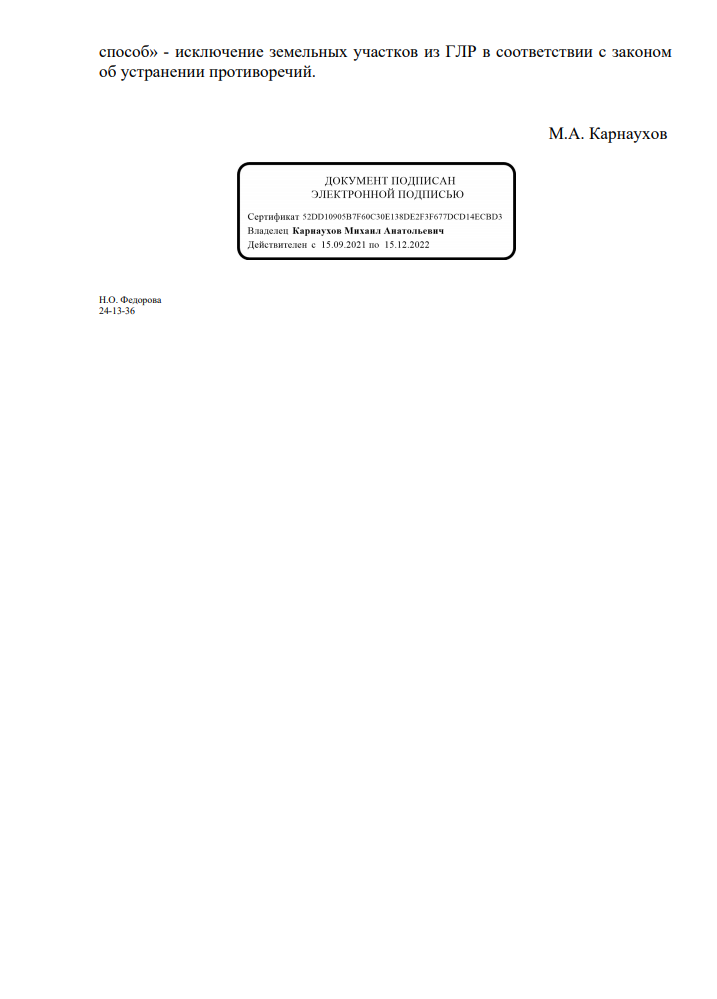 способ» - исключение земельных участков из ГЛР в соответствии с законом
об устранении противоречий.
М.А. Карнаухов
ДОКУМЕНТ ПОДПИСАН
ЭЛЕКТРОННОЙ ПОДПИСЬЮ
Сертификат 52DD10905B7F60C30E138DE2F3F677DCD14ECBD3
Владелец Карнаухов Михаил Анатольевич
Действителен с 15.09.2021 по 15.12.2022
Н.О. Федорова
24-13-36